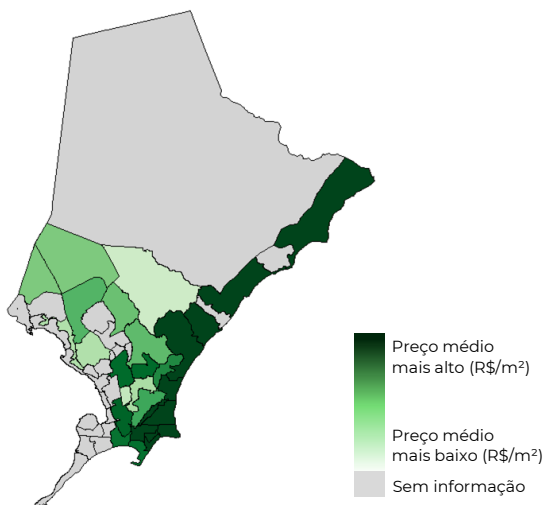 Preço médio
mais alto (R$/m²)
Preço médio
mais baixo (R$/m²)
Sem informação